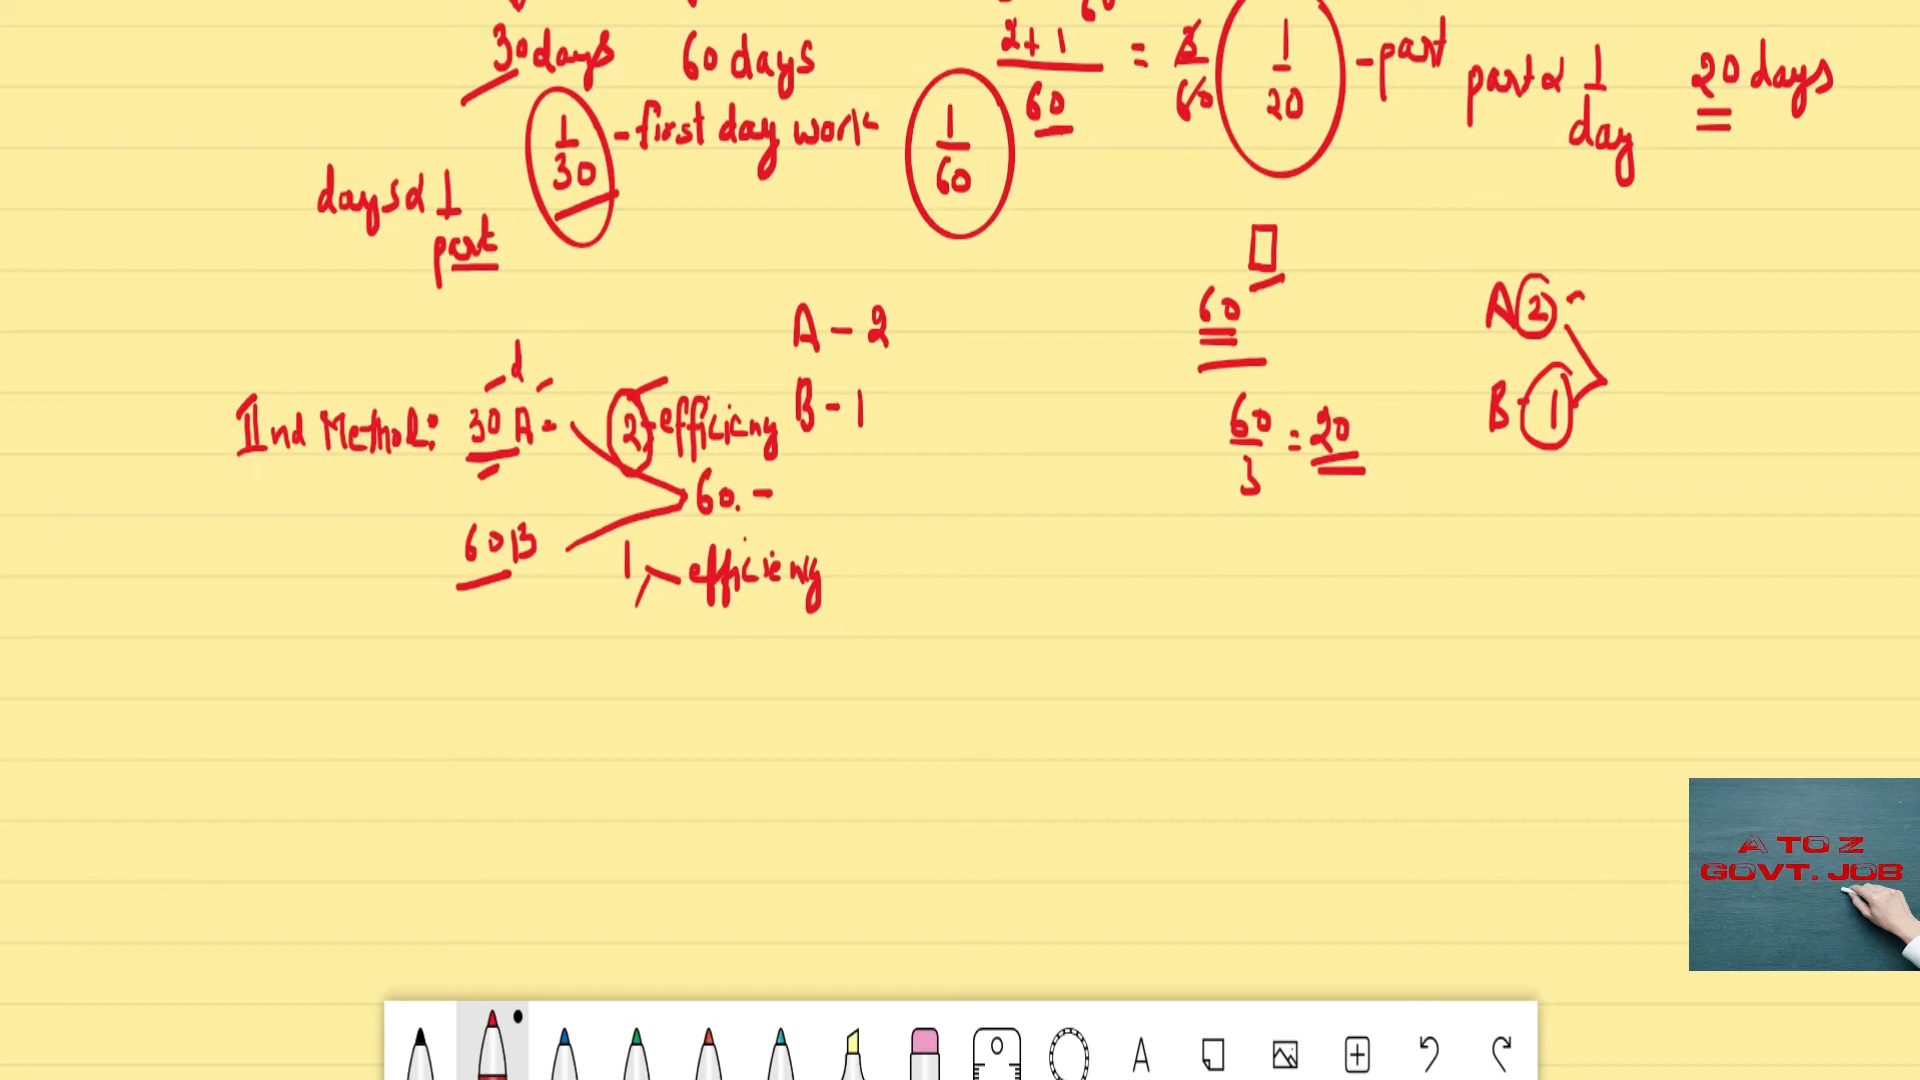 30 days 60 days
2+1
60
= 3
60
1
20
-part
part α 1
day
20 days
1
30
-first day work
1
60
days α 1
part
A - 2
B - 1
60
60
3
= 20
A 2 -
B - 1
d
IInd Method: 30 A - 2 efficieny
60. -
60 B 1 efficieny
A TO Z
GOVT. JOB
A